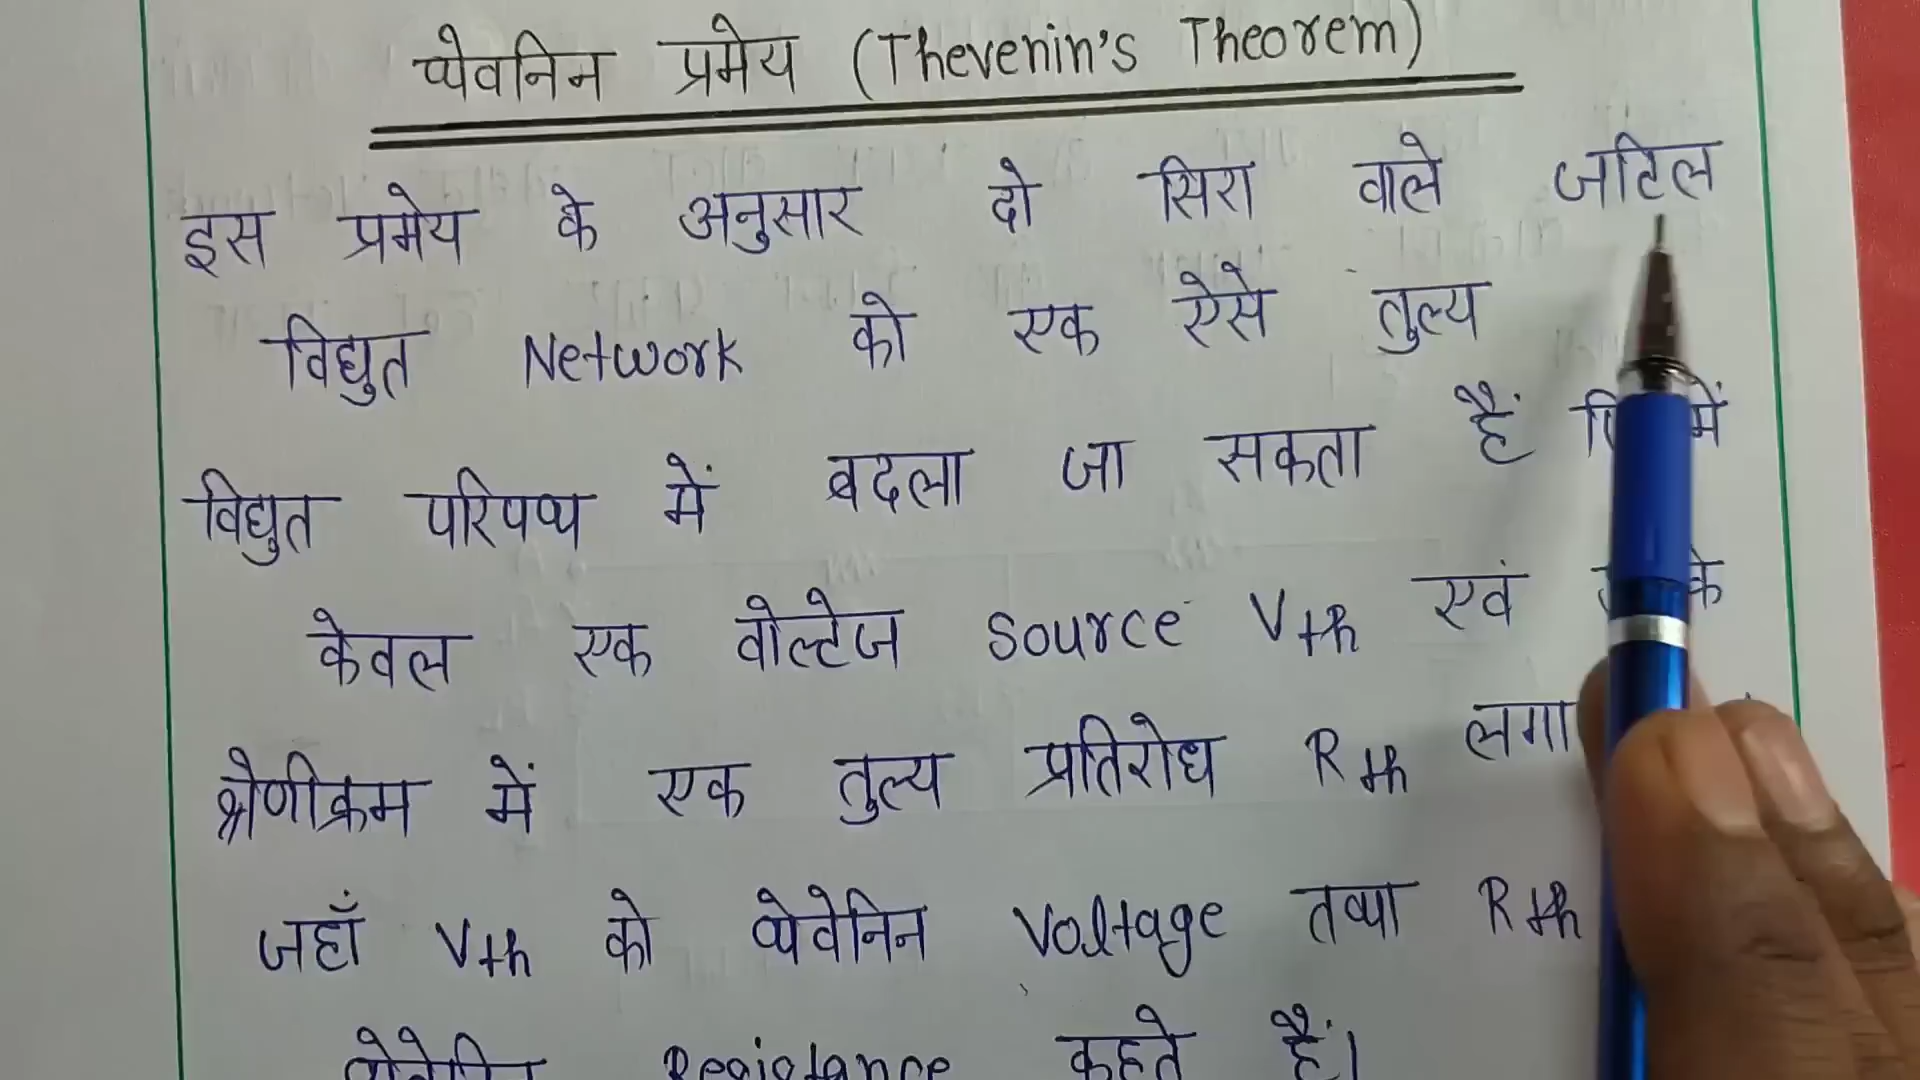 थेवनिन प्रमेय (Thevenin's Theorem)
इस प्रमेय के अनुसार दो सिरा वाले जटिल
विद्युत Network को एक ऐसे तुल्य
विद्युत परिपथ में बदला जा सकता हैं
केवल एक वोल्टेज Source Vth एवं
श्रेणीक्रम में एक तुल्य प्रतिरोध Rth लगा
जहाँ Vth को थेवेनिन Voltage तथा Rth
थेवेनिन Resistance कहते हैं।